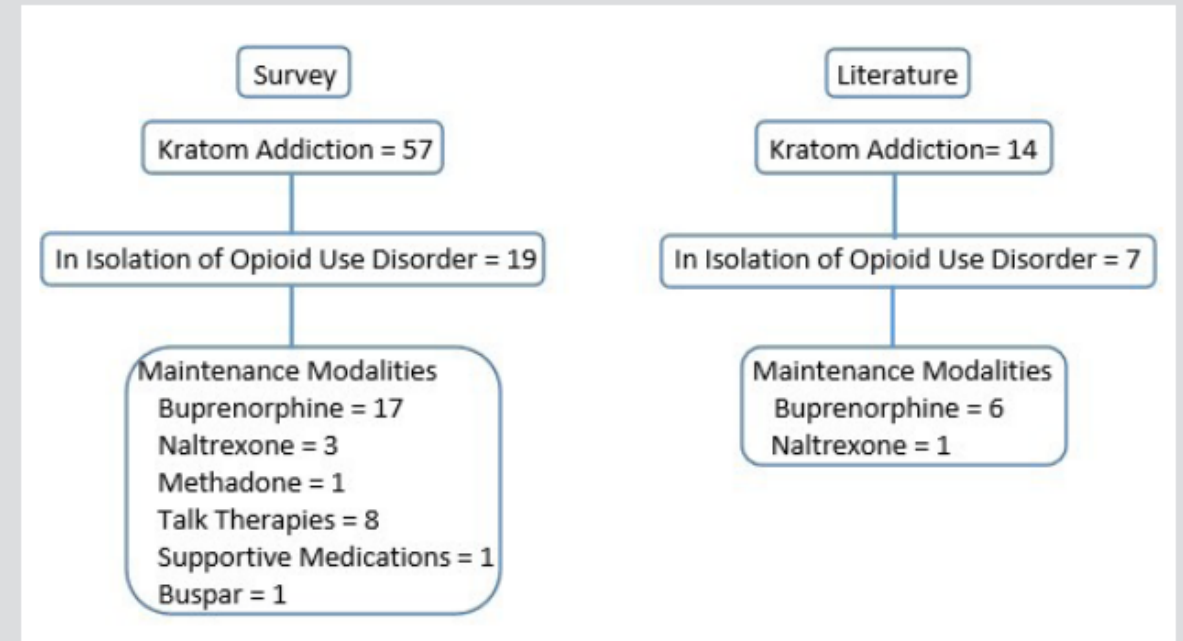 Survey
Kratom Addiction = 57
In Isolation of Opioid Use Disorder = 19
Maintenance Modalities
Buprenorphine = 17
Naltrexone = 3
Methadone = 1
Talk Therapies = 8
Supportive Medications = 1
Buspar = 1
Literature
Kratom Addiction= 14
In Isolation of Opioid Use Disorder = 7
Maintenance Modalities
Buprenorphine = 6
Naltrexone = 1